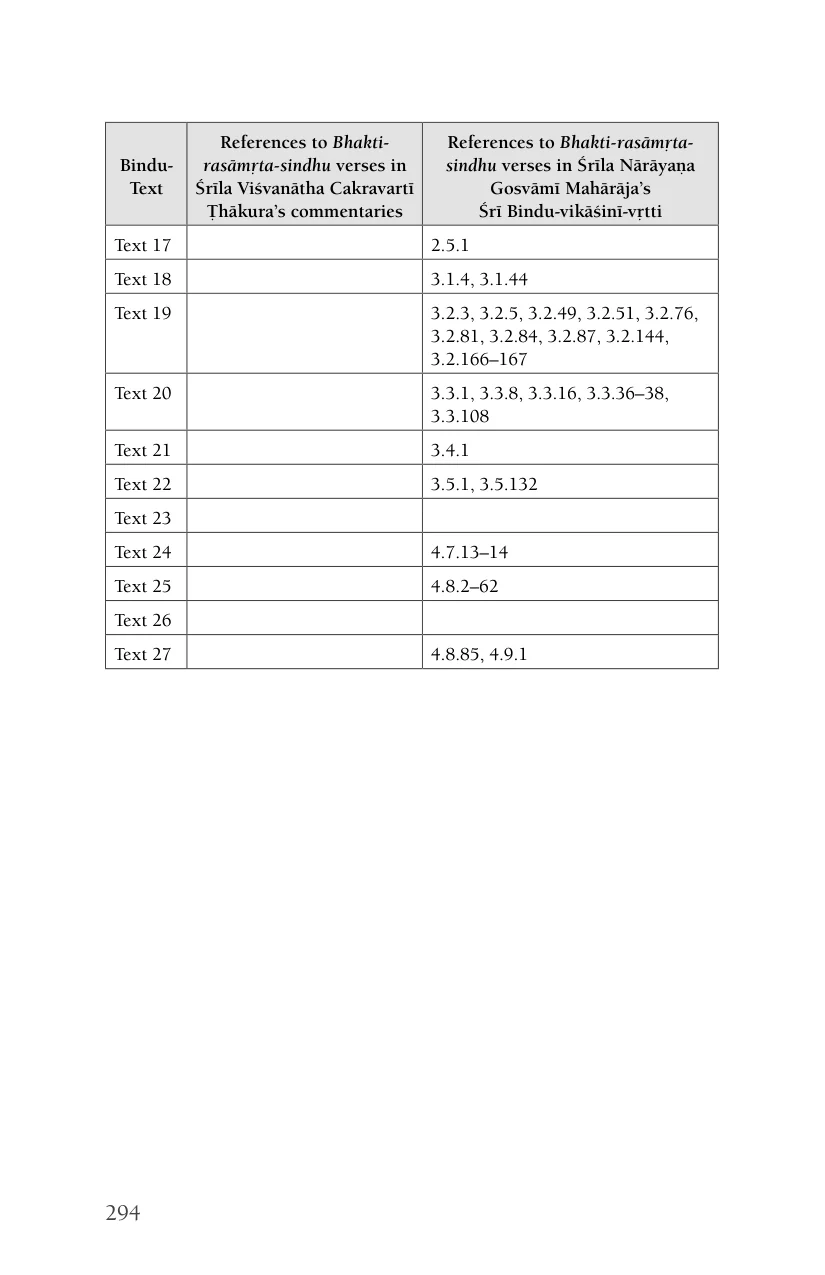 Bindu-
Text
References to Bhakti-
rasāmṛta-sindhu verses in
Śrīla Viśvanātha Cakravartī
Ṭhākura’s commentaries
References to Bhakti-rasāmṛta-
sindhu verses in Śrīla Nārāyaṇa
Gosvāmī Mahārāja’s
Śrī Bindu-vikāśinī-vṛtti
Text 17 2.5.1
Text 18 3.1.4, 3.1.44
Text 19 3.2.3, 3.2.5, 3.2.49, 3.2.51, 3.2.76,
3.2.81, 3.2.84, 3.2.87, 3.2.144,
3.2.166–167
Text 20 3.3.1, 3.3.8, 3.3.16, 3.3.36–38,
3.3.108
Text 21 3.4.1
Text 22 3.5.1, 3.5.132
Text 23
Text 24 4.7.13–14
Text 25 4.8.2–62
Text 26
Text 27 4.8.85, 4.9.1
294